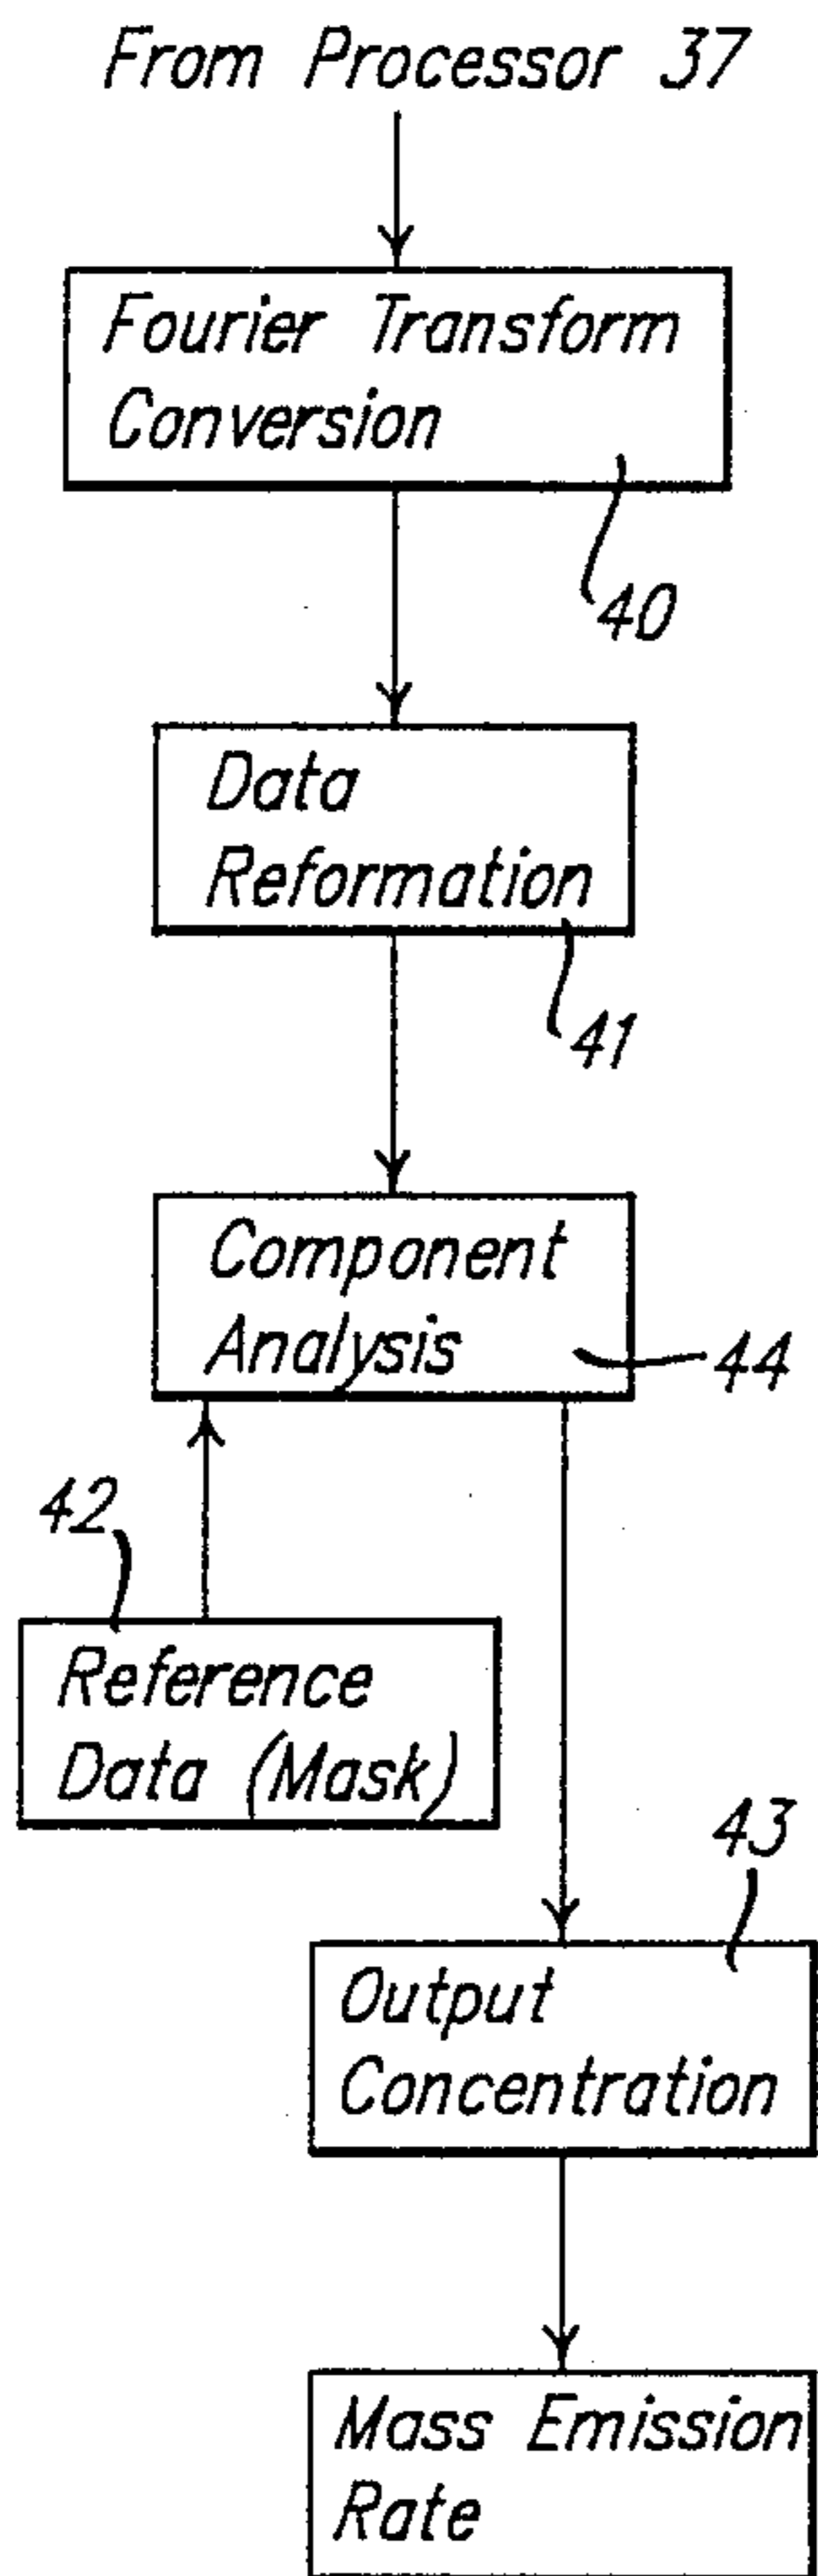 From Processor 37
Fourier Transform
Conversion
40
Data
Reformation
41
Component
Analysis
44
42
Reference
Data (Mask)
43
Output
Concentration
Mass Emission
Rate